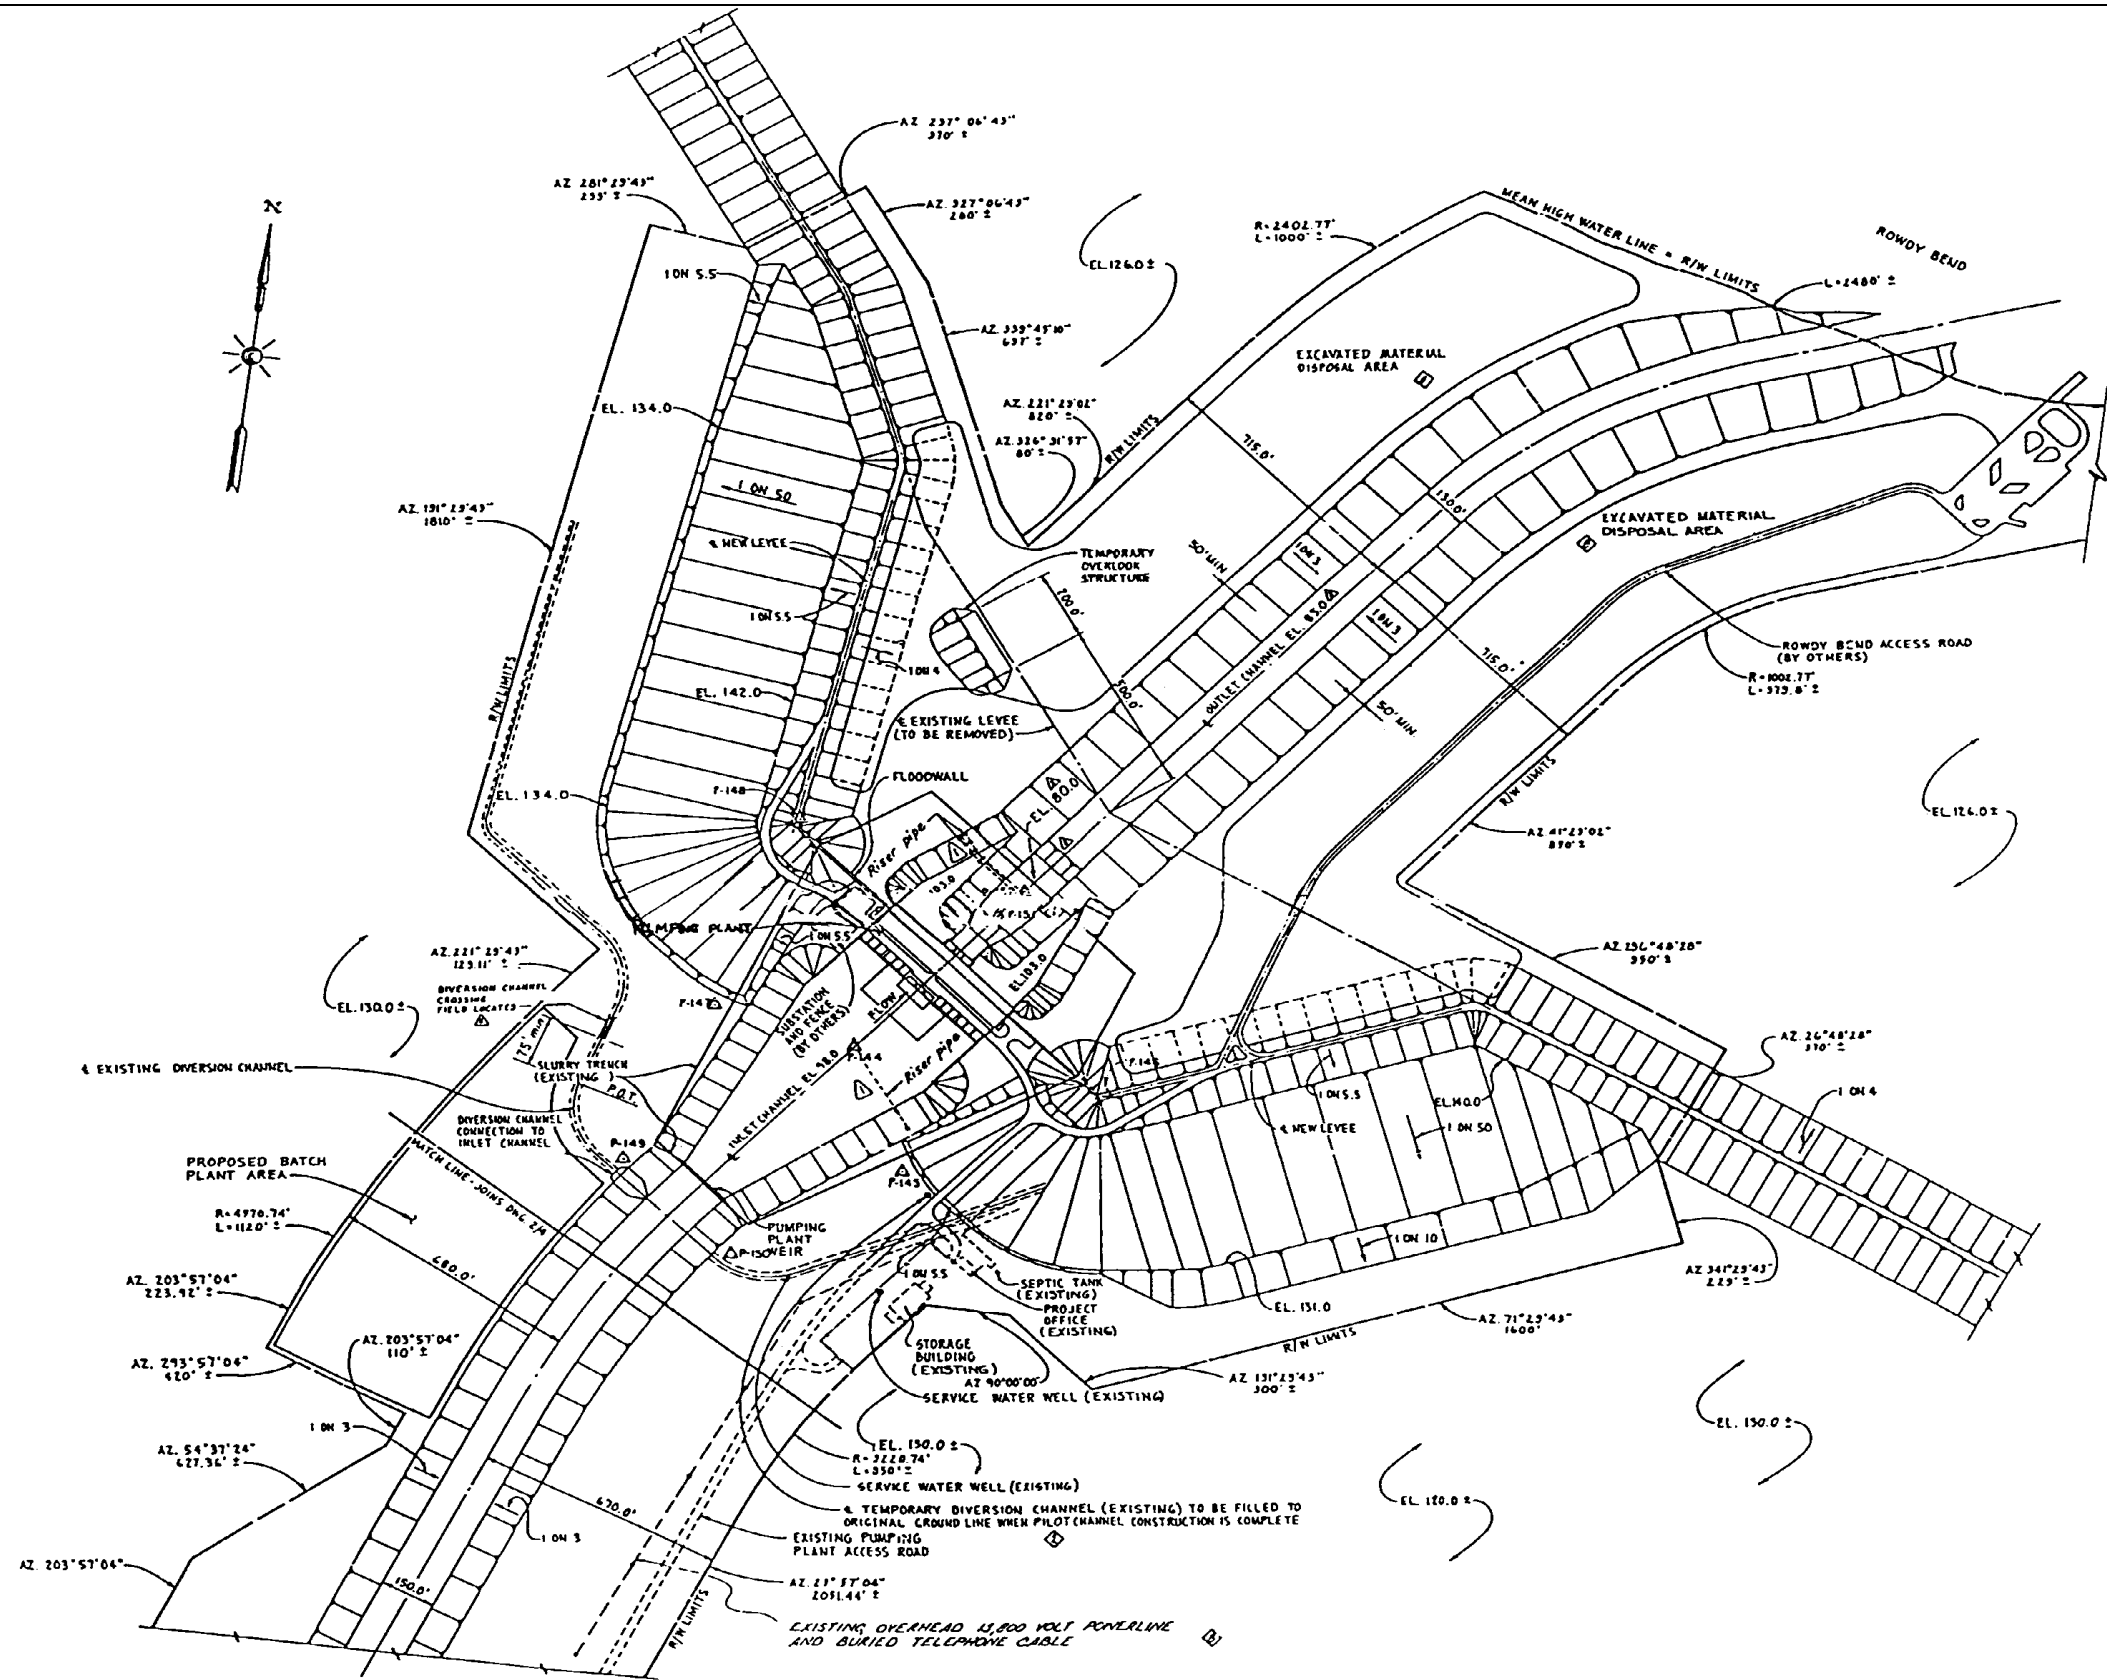 N
AZ 237° 06' 43"
370' ±
AZ 281° 29'43"
AZ. 327° 06'43"
280' ±
1 ON 5.5
EL.126.0±
R=2402.77'
L=1000' ±
MEAN HIGH WATER LINE = R/W LIMITS
ROWDY BEND
L=2480' ±
AZ. 339°45'10"
637' ±
EXCAVATED MATERIAL
DISPOSAL AREA
EL. 134.0
AZ. 221° 29'02"
820' ±
AZ. 326° 31' 57"
80' ±
R/W LIMITS
715.0'
1 ON 50
AZ. 191° 29'43"
1810' ±
130.0'
EXCAVATED MATERIAL
DISPOSAL AREA
℄ NEW LEVEE
TEMPORARY
OVERLOOK
STRUCTURE
50' MIN
1 ON 3
200.0'
1 ON 5.5
OUTLET CHANNEL EL. 83.0
1 ON 3
715.0'
ROWDY BEND ACCESS ROAD
(BY OTHERS)
R=1002.77'
1 ON 4
R/W LIMITS
EL. 142.0
500.0'
50' MIN.
℄ EXISTING LEVEE
(TO BE REMOVED)
FLOODWALL
EL. 134.0
P-148
EL. 80.0
R/W LIMITS
EL.126.0±
AZ 41°29'02"
890' ±
Riser pipe
103.0
PUMPING PLANT
1 ON 5.5
AZ. 221° 29'43"
129.11' ±
DIVERSION CHANNEL
CROSSING
FIELD LOCATED
EL.103.0
AZ 296°48'28"
350' ±
EL.130.0±
P-147
SUBSTATION
AND FENCE
(BY OTHERS)
FLOW
75' min
P-144
Riser pipe
AZ. 26°48'28"
370' ±
℄ EXISTING DIVERSION CHANNEL
SLURRY TRENCH
(EXISTING)
P.O.T.
INLET CHANNEL EL 98.0
1 ON 5.5
EL.140.0
1 ON 4
DIVERSION CHANNEL
CONNECTION TO
INLET CHANNEL
P-149
℄ NEW LEVEE
1 ON 50
MATCH LINE - JOINS DWG. 2/4
PROPOSED BATCH
PLANT AREA
P-145
R=4970.74'
L=1120' ±
PUMPING
PLANT
WEIR
P-150
1 ON 10
680.0'
1 ON 5.5
SEPTIC TANK
(EXISTING)
AZ 341°29'43"
229' ±
AZ. 203°57'04"
223.92' ±
PROJECT
OFFICE
(EXISTING)
EL. 131.0
AZ. 71°29'43"
1600'
AZ. 203°57'04"
110' ±
STORAGE
BUILDING
(EXISTING)
R/W LIMITS
AZ. 293°57'04"
420' ±
AZ 90°00'00"
AZ 131°29'43"
300' ±
SERVICE WATER WELL (EXISTING)
1 ON 3
EL. 130.0 ±
EL. 130.0 ±
AZ. 54°37'24"
627.36' ±
R=3220.74'
L=350' ±
SERVICE WATER WELL (EXISTING)
670.0'
EL. 130.0 ±
℄ TEMPORARY DIVERSION CHANNEL (EXISTING) TO BE FILLED TO
ORIGINAL GROUND LINE WHEN PILOT CHANNEL CONSTRUCTION IS COMPLETE
1 ON 3
EXISTING PUMPING
PLANT ACCESS ROAD
AZ. 203°57'04"
150.0'
AZ. 23°57'04"
2051.44' ±
R/W LIMITS
EXISTING OVERHEAD 13,800 VOLT POWERLINE
AND BURIED TELEPHONE CABLE